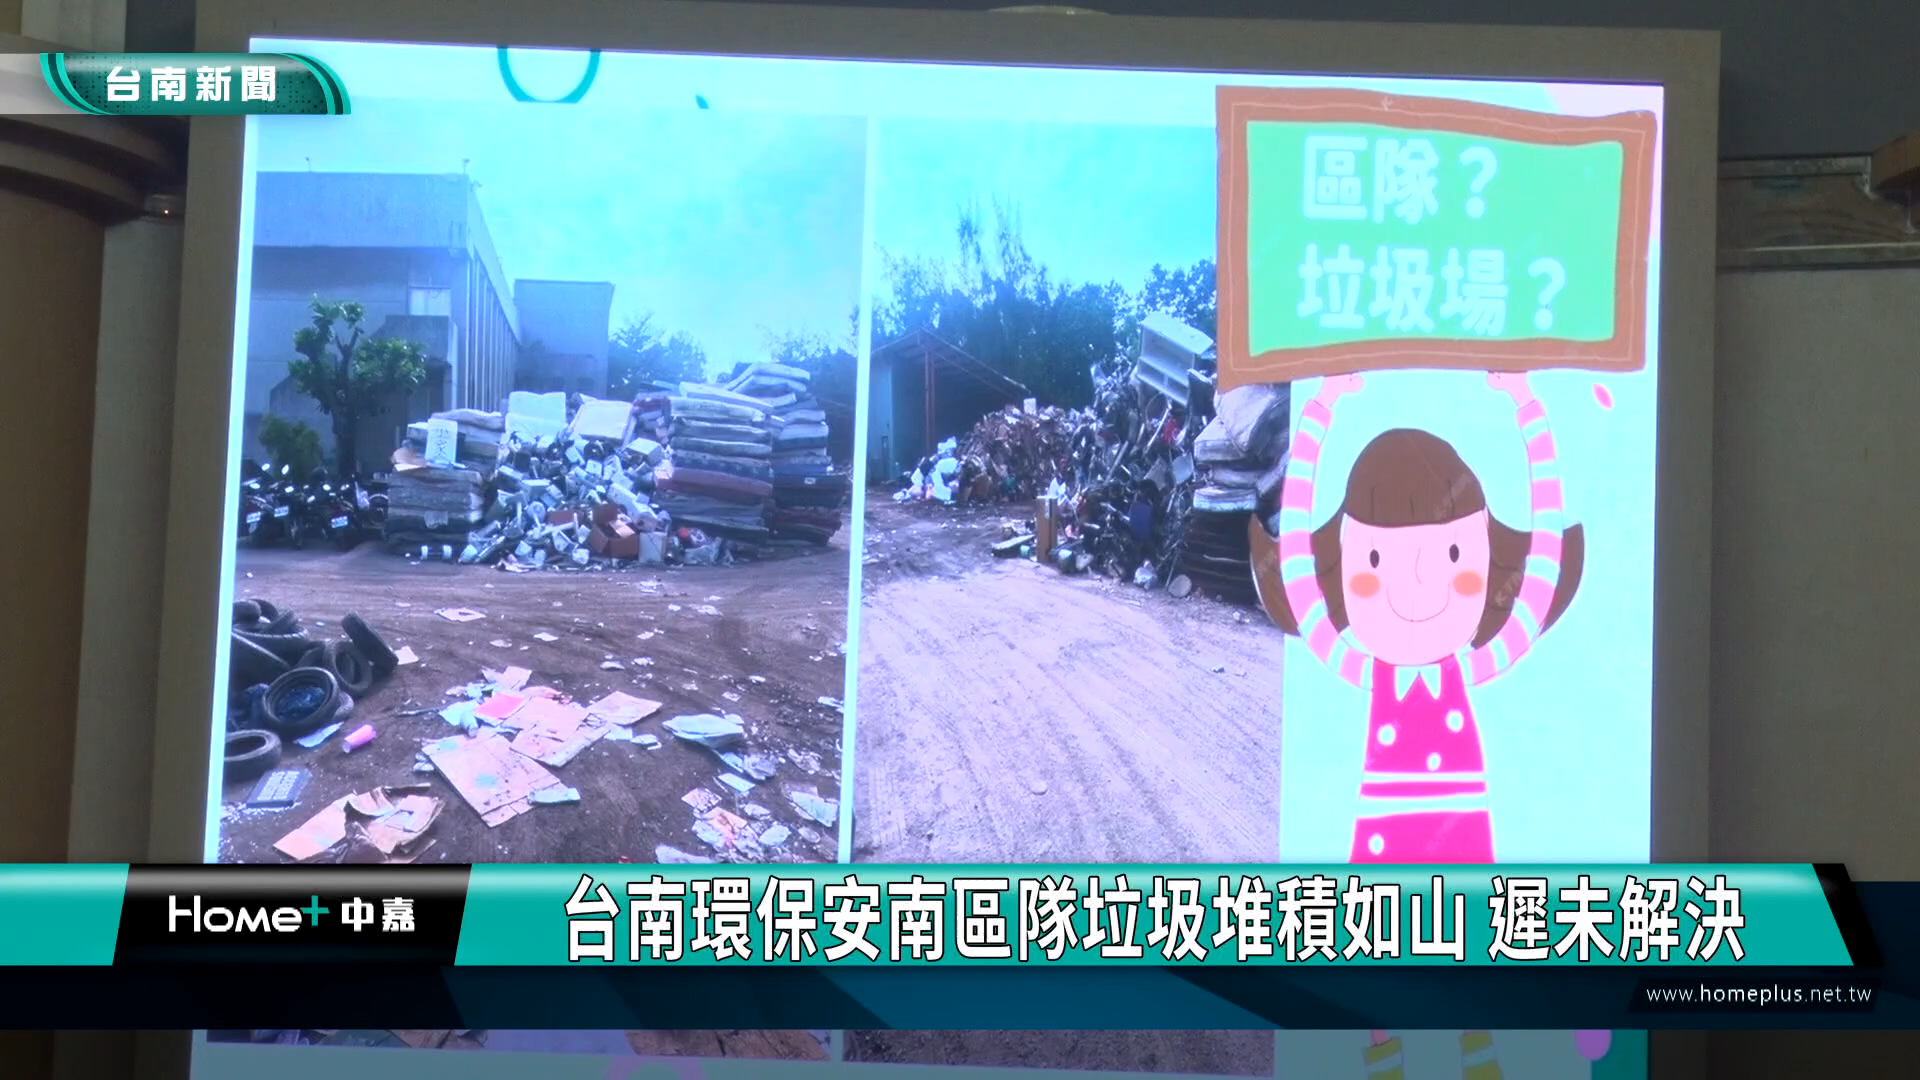 台南新聞
區隊？
垃圾場？
Home+ 中嘉
台南環保安南區隊垃圾堆積如山 遲未解決
www.homeplus.net.tw